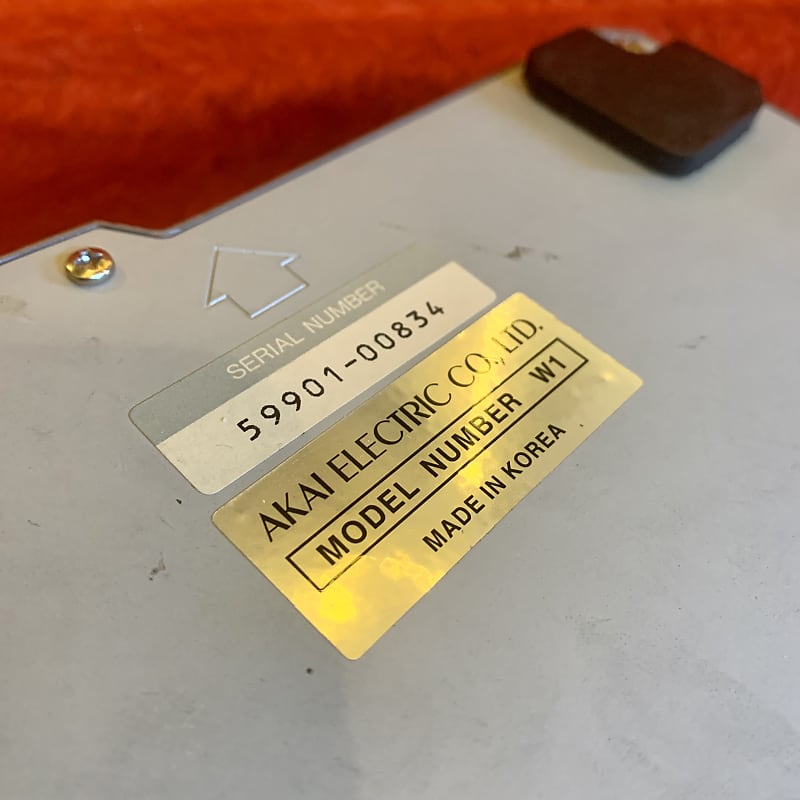 SERIAL NUMBER
59901-00834
AKAI ELECTRIC CO., LTD.
MODEL NUMBER W1
MADE IN KOREA